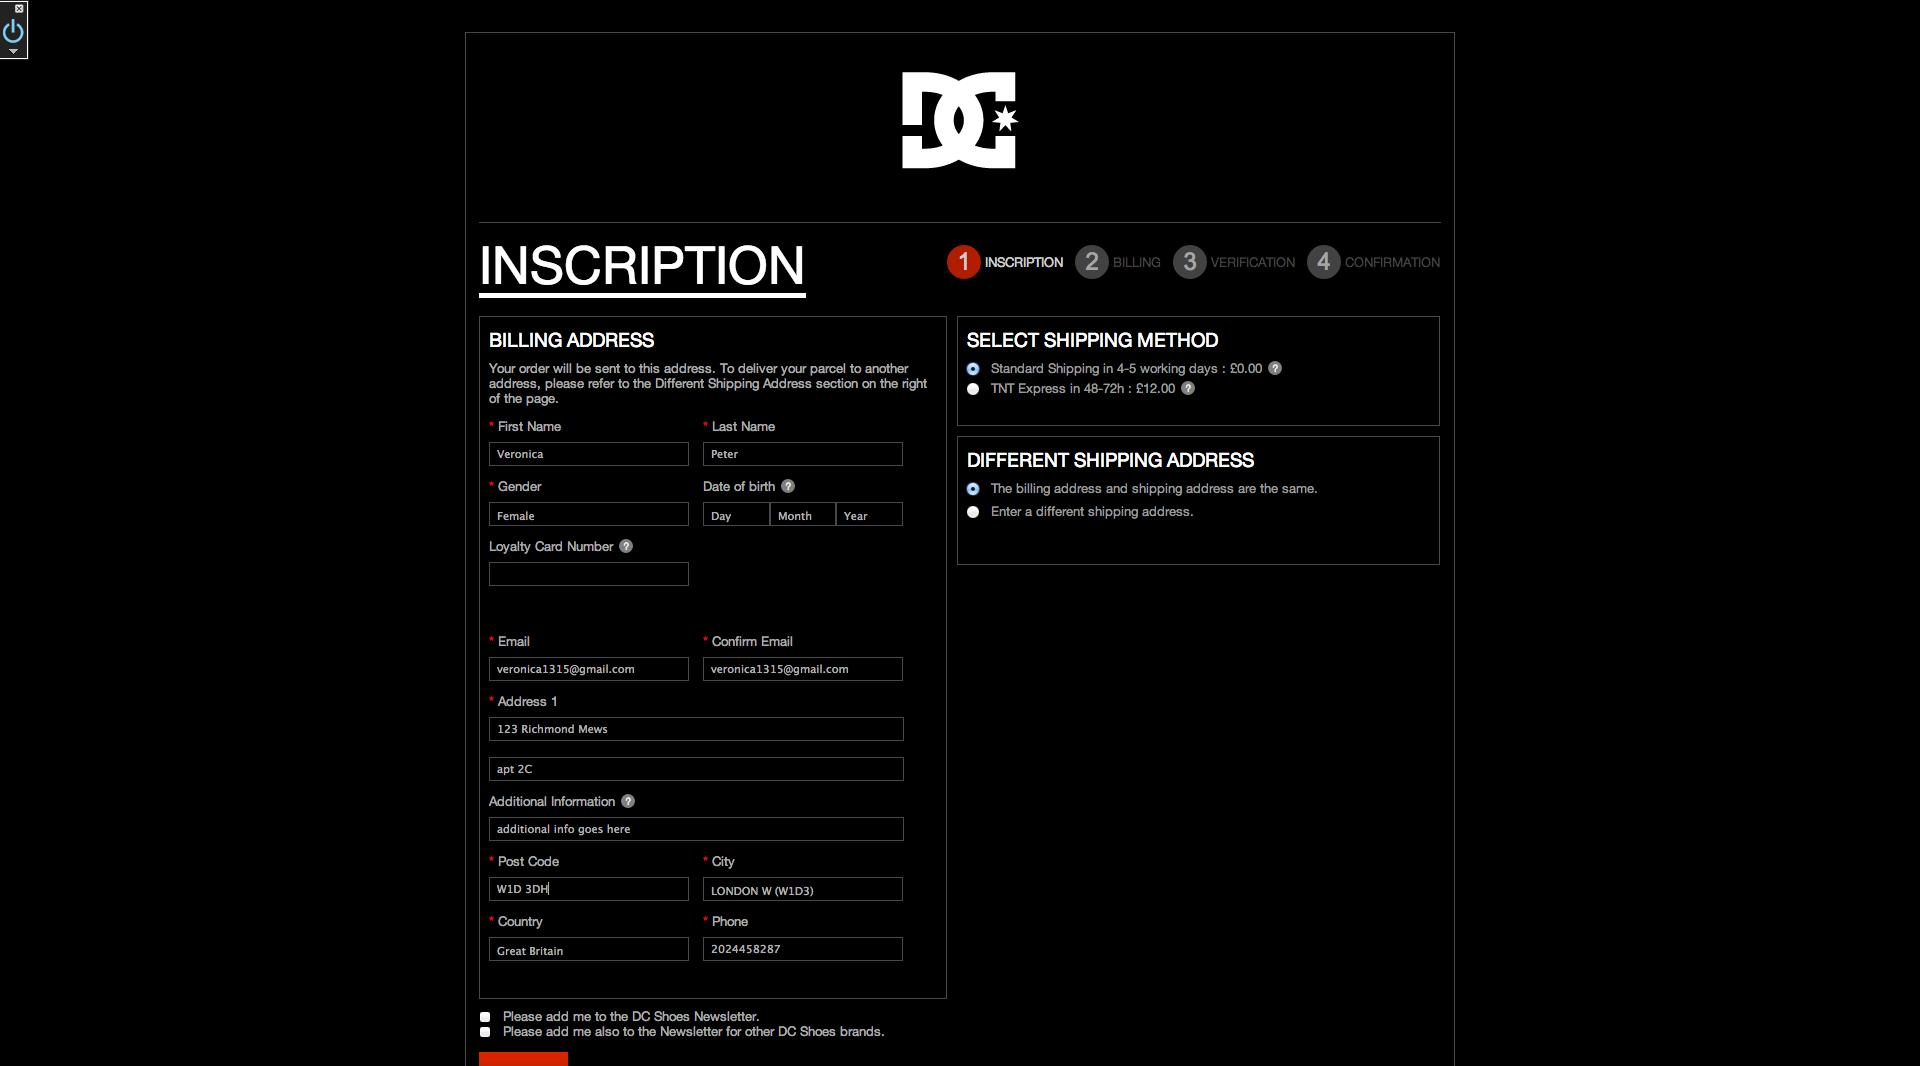 DC
INSCRIPTION
1 INSCRIPTION 2 BILLING 3 VERIFICATION 4 CONFIRMATION
BILLING ADDRESS
Your order will be sent to this address. To deliver your parcel to another
address, please refer to the Different Shipping Address section on the right
of the page.
* First Name * Last Name
Veronica Peter
* Gender Date of birth ?
Female Day Month Year
Loyalty Card Number ?
* Email * Confirm Email
veronica1315@gmail.com veronica1315@gmail.com
* Address 1
123 Richmond Mews
apt 2C
Additional Information ?
additional info goes here
* Post Code * City
W1D 3DH LONDON W (W1D3)
* Country * Phone
Great Britain 2024458287
SELECT SHIPPING METHOD
Standard Shipping in 4-5 working days : £0.00 ?
TNT Express in 48-72h : £12.00 ?
DIFFERENT SHIPPING ADDRESS
The billing address and shipping address are the same.
Enter a different shipping address.
Please add me to the DC Shoes Newsletter.
Please add me also to the Newsletter for other DC Shoes brands.